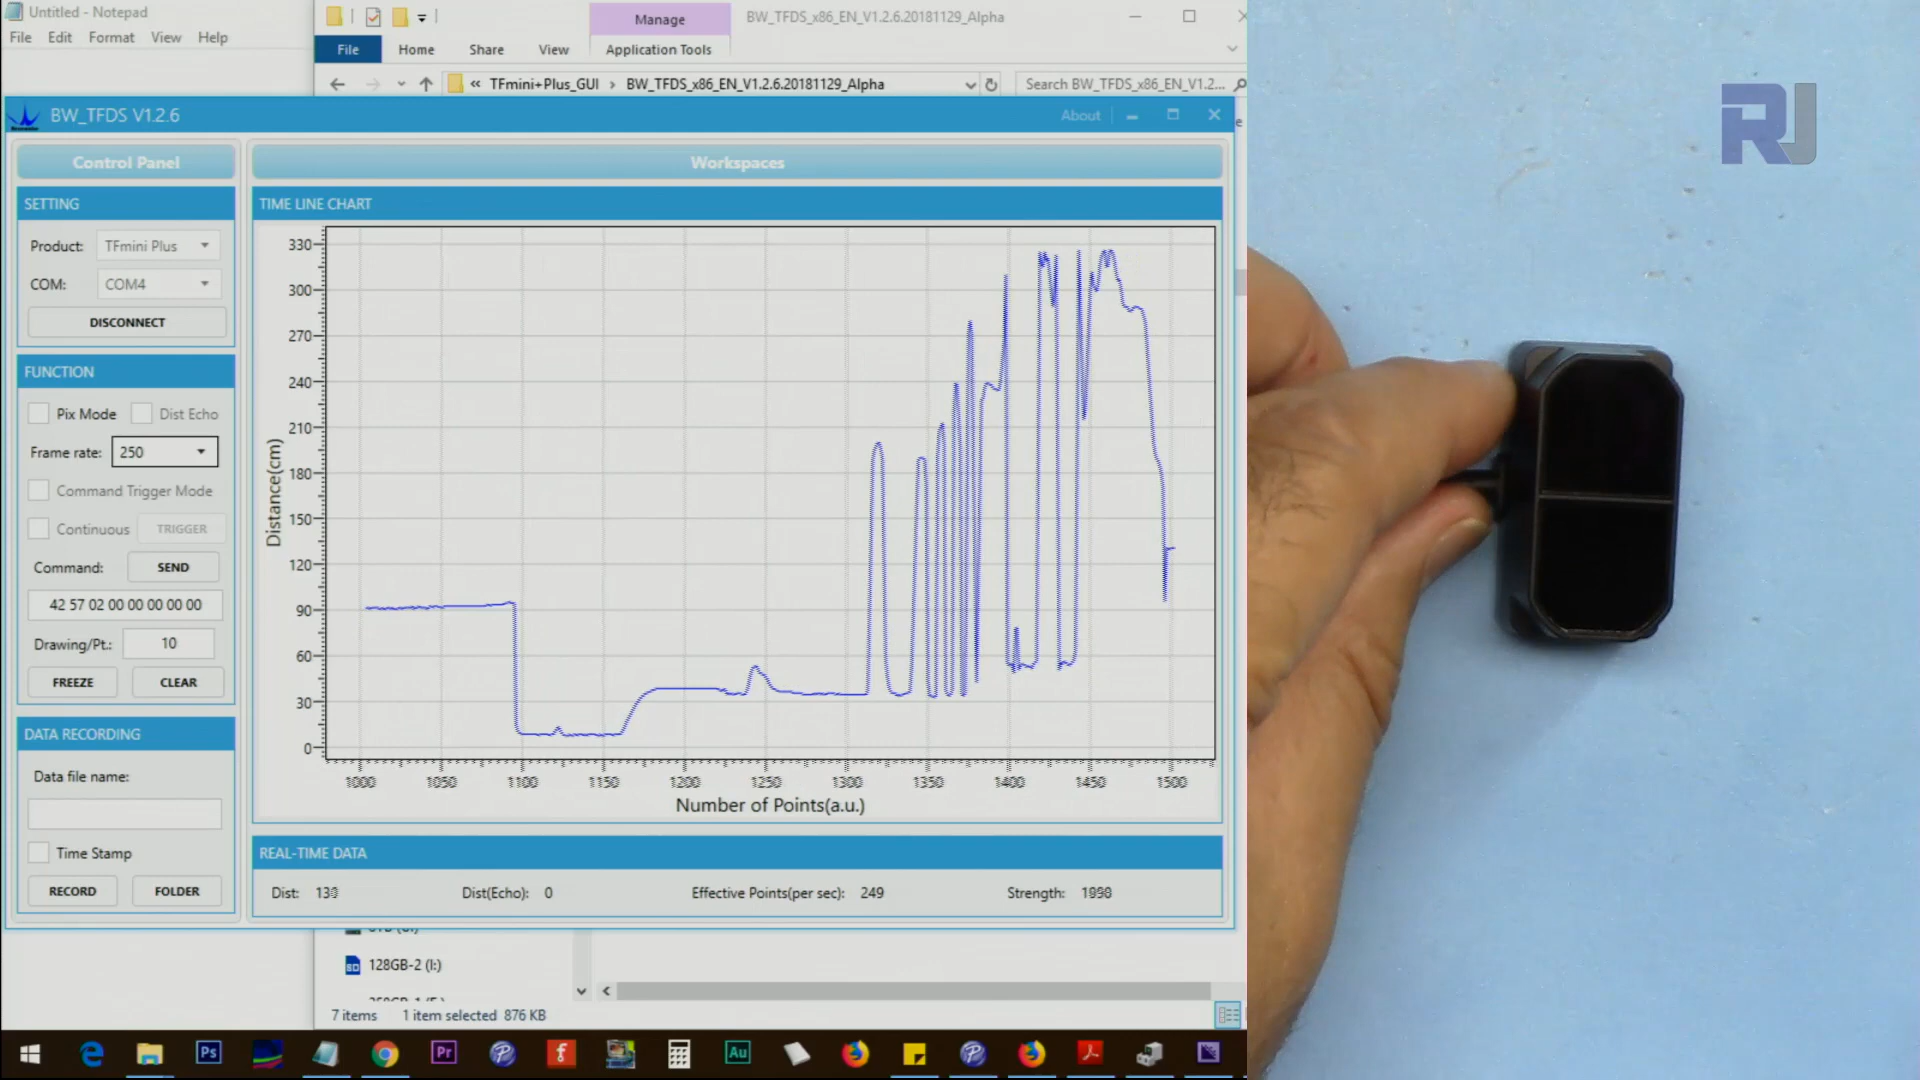 Untitled - Notepad
File Edit Format View Help
Manage
BW_TFDS_x86_EN_V1.2.6.20181129_Alpha
File Home Share View Application Tools
« TFmini+Plus_GUI › BW_TFDS_x86_EN_V1.2.6.20181129_Alpha
Search BW_TFDS_x86_EN_V1.2...
BW_TFDS V1.2.6
About
Control Panel
SETTING
Product: TFmini Plus
COM: COM4
DISCONNECT
FUNCTION
Pix Mode Dist Echo
Frame rate: 250
Command Trigger Mode
Continuous TRIGGER
Command: SEND
42 57 02 00 00 00 00 00
Drawing/Pt.: 10
FREEZE CLEAR
DATA RECORDING
Data file name:
Time Stamp
RECORD FOLDER
Workspaces
TIME LINE CHART
Distance(cm)
330
300
270
240
210
180
150
120
90
60
30
0
1000 1050 1100 1150 1200 1250 1300 1350 1400 1450 1500
Number of Points(a.u.)
REAL-TIME DATA
Dist: Dist(Echo): 0 Effective Points(per sec): 249 Strength:
128GB-2 (I:)
7 items 1 item selected 876 KB
Ps
Pr
Au
RJ